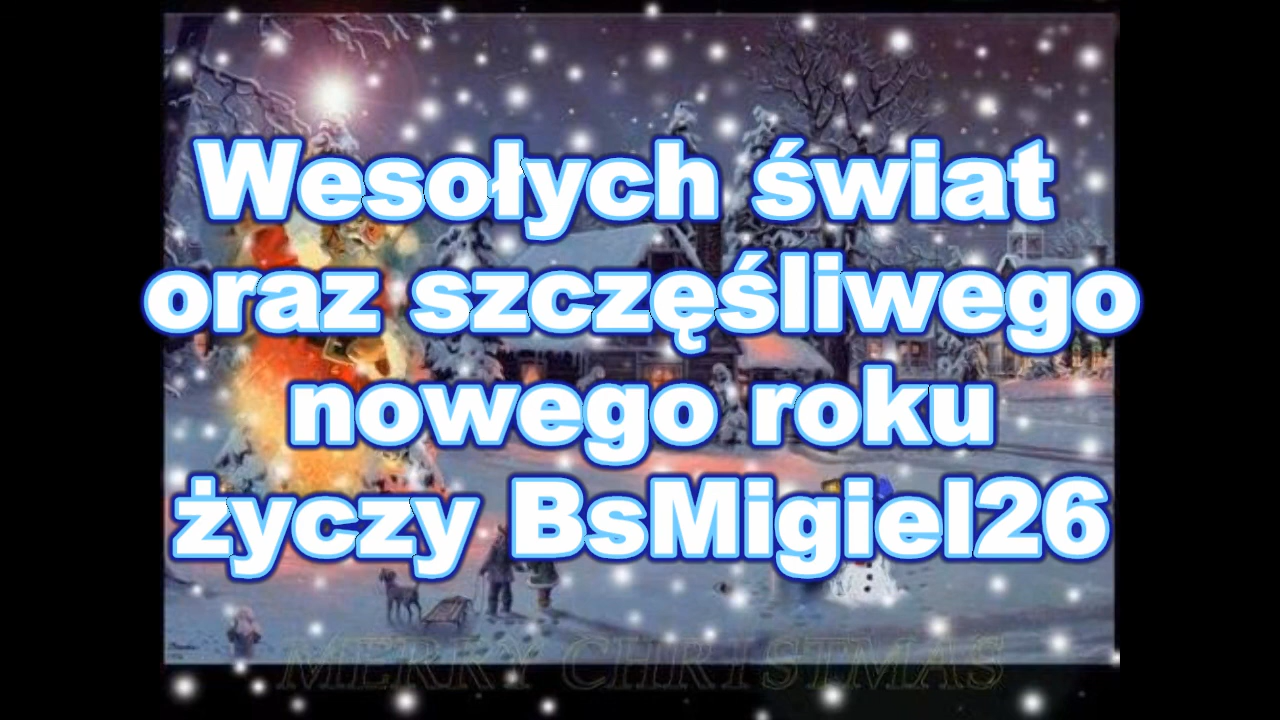 Wesołych świat
oraz szczęśliwego
nowego roku
życzy BsMigiel26
MERRY CHRISTMAS